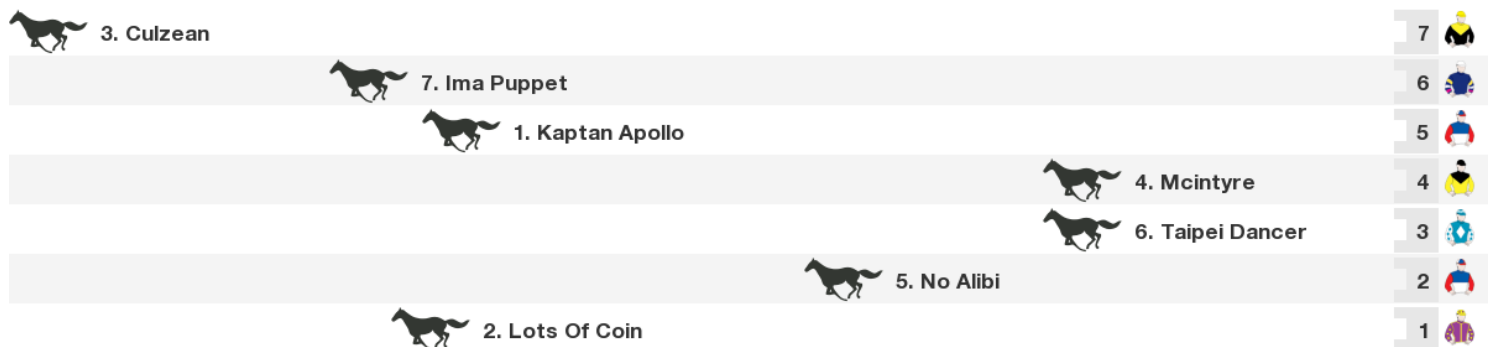 3. Culzean 7
7. Ima Puppet 6
1. Kaptan Apollo 5
4. Mcintyre 4
6. Taipei Dancer 3
5. No Alibi 2
2. Lots Of Coin 1